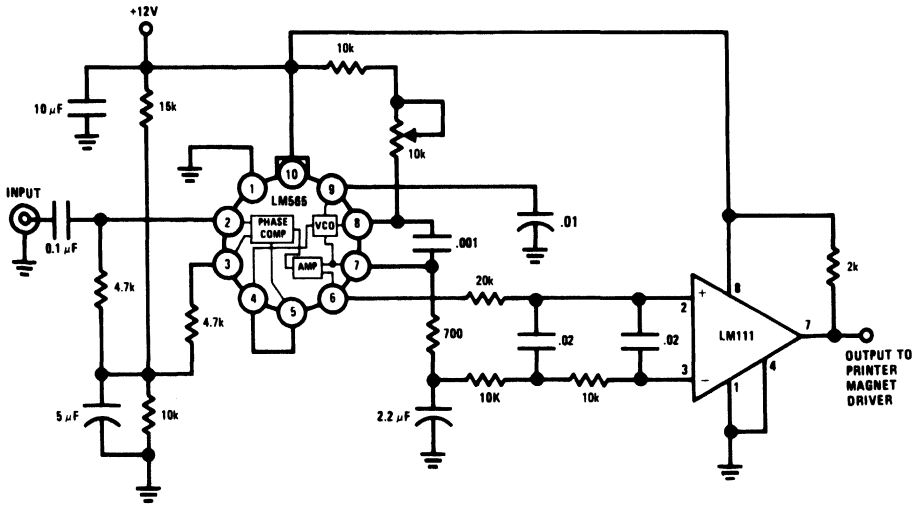 +12V
10k
10 µF
15k
10k
INPUT
0.1 µF
1
10
9
LM565
.01
2
PHASE
COMP
VCO
8
.001
3
AMP
7
4.7k
4
5
6
20k
2
+
8
2k
4.7k
700
.02
.02
LM111
7
3
–
1
4
OUTPUT TO
PRINTER
MAGNET
DRIVER
5 µF
10k
2.2 µF
10K
10k